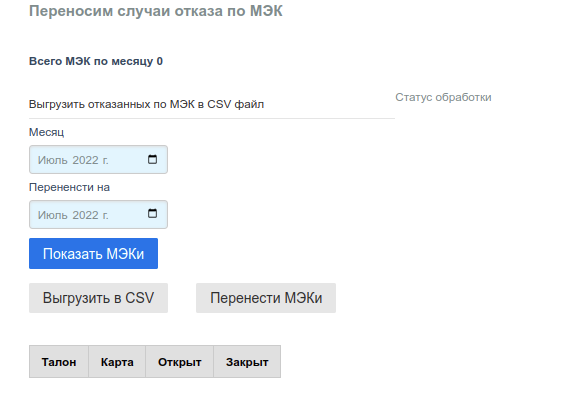 Переносим случаи отказа по МЭК
Всего МЭК по месяцу 0
Статус обработки
Выгрузить отказанных по МЭК в CSV файл
Месяц
Июль 2022 г.
Перененсти на
Июль 2022 г.
Показать МЭКи
Выгрузить в CSV Перенести МЭКи
Талон Карта Открыт Закрыт